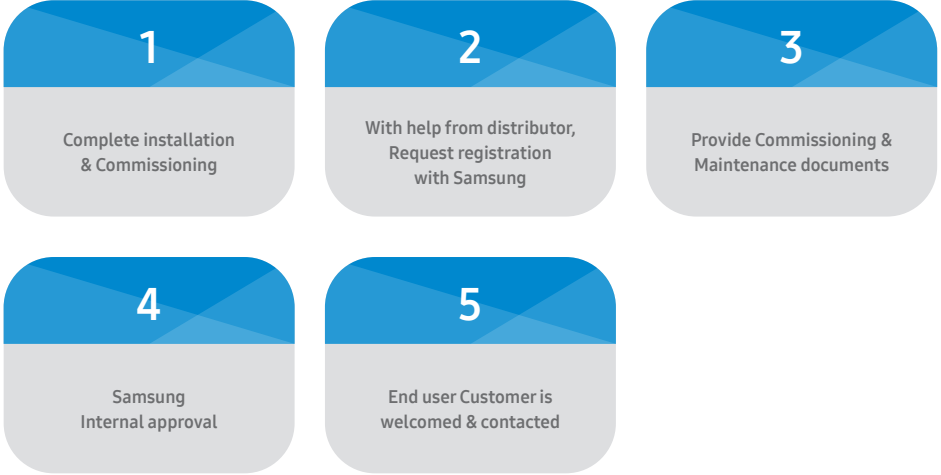 1
Complete installation
& Commissioning
2
With help from distributor,
Request registration
with Samsung
3
Provide Commissioning &
Maintenance documents
4
Samsung
Internal approval
5
End user Customer is
welcomed & contacted